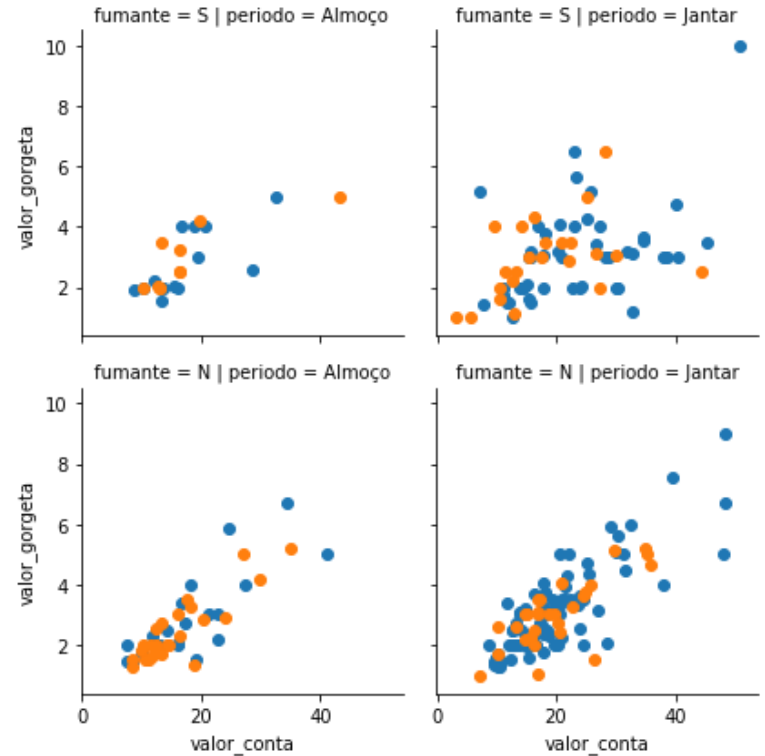 fumante = S | periodo = Almoço
fumante = S | periodo = Jantar
10
8
6
4
2
valor_gorgeta
fumante = N | periodo = Almoço
fumante = N | periodo = Jantar
10
8
6
4
2
valor_gorgeta
0 20 40
0 20 40
valor_conta
valor_conta